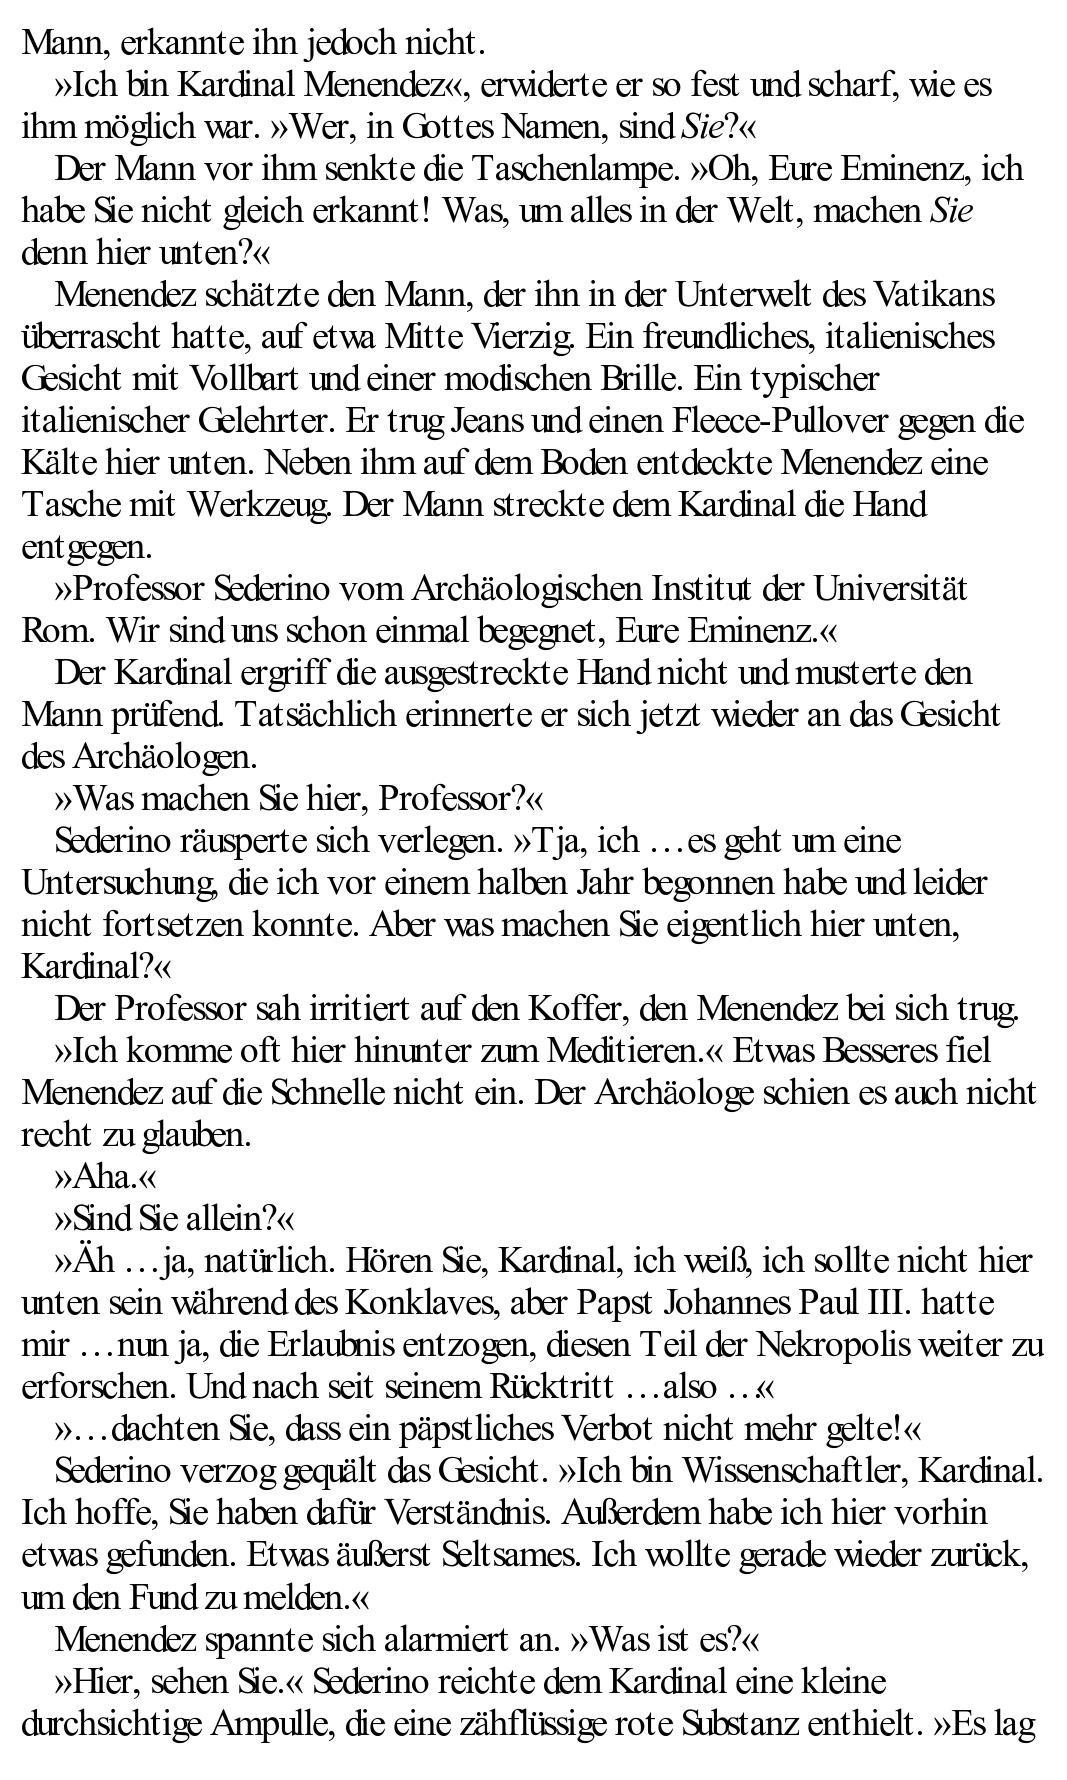 Mann, erkannte ihn jedoch nicht.
»Ich bin Kardinal Menendez«, erwiderte er so fest und scharf, wie es
ihm möglich war. »Wer, in Gottes Namen, sind Sie?«
Der Mann vor ihm senkte die Taschenlampe. »Oh, Eure Eminenz, ich
habe Sie nicht gleich erkannt! Was, um alles in der Welt, machen Sie
denn hier unten?«
Menendez schätzte den Mann, der ihn in der Unterwelt des Vatikans
überrascht hatte, auf etwa Mitte Vierzig. Ein freundliches, italienisches
Gesicht mit Vollbart und einer modischen Brille. Ein typischer
italienischer Gelehrter. Er trug Jeans und einen Fleece-Pullover gegen die
Kälte hier unten. Neben ihm auf dem Boden entdeckte Menendez eine
Tasche mit Werkzeug. Der Mann streckte dem Kardinal die Hand
entgegen.
»Professor Sederino vom Archäologischen Institut der Universität
Rom. Wir sind uns schon einmal begegnet, Eure Eminenz.«
Der Kardinal ergriff die ausgestreckte Hand nicht und musterte den
Mann prüfend. Tatsächlich erinnerte er sich jetzt wieder an das Gesicht
des Archäologen.
»Was machen Sie hier, Professor?«
Sederino räusperte sich verlegen. »Tja, ich … es geht um eine
Untersuchung, die ich vor einem halben Jahr begonnen habe und leider
nicht fortsetzen konnte. Aber was machen Sie eigentlich hier unten,
Kardinal?«
Der Professor sah irritiert auf den Koffer, den Menendez bei sich trug.
»Ich komme oft hier hinunter zum Meditieren.« Etwas Besseres fiel
Menendez auf die Schnelle nicht ein. Der Archäologe schien es auch nicht
recht zu glauben.
»Aha.«
»Sind Sie allein?«
»Äh … ja, natürlich. Hören Sie, Kardinal, ich weiß, ich sollte nicht hier
unten sein während des Konklaves, aber Papst Johannes Paul III. hatte
mir … nun ja, die Erlaubnis entzogen, diesen Teil der Nekropolis weiter zu
erforschen. Und nach seit seinem Rücktritt … also …«
»… dachten Sie, dass ein päpstliches Verbot nicht mehr gelte!«
Sederino verzog gequält das Gesicht. »Ich bin Wissenschaftler, Kardinal.
Ich hoffe, Sie haben dafür Verständnis. Außerdem habe ich hier vorhin
etwas gefunden. Etwas äußerst Seltsames. Ich wollte gerade wieder zurück,
um den Fund zu melden.«
Menendez spannte sich alarmiert an. »Was ist es?«
»Hier, sehen Sie.« Sederino reichte dem Kardinal eine kleine
durchsichtige Ampulle, die eine zähflüssige rote Substanz enthielt. »Es lag